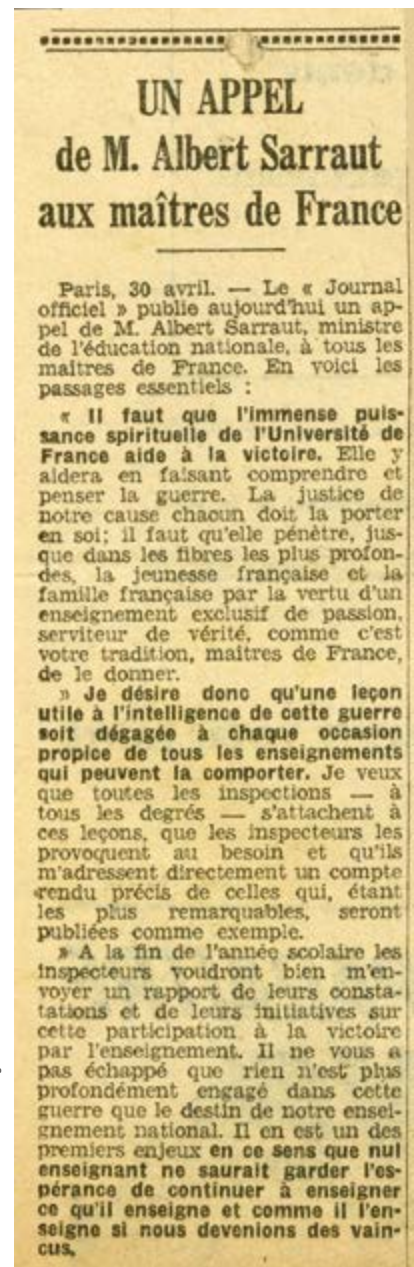 UN APPEL
de M. Albert Sarraut
aux maîtres de France
Paris, 30 avril. — Le « Journal
officiel » publie aujourd'hui un ap-
pel de M. Albert Sarraut, ministre
de l'éducation nationale, à tous les
maîtres de France. En voici les
passages essentiels :
« Il faut que l'immense puis-
sance spirituelle de l'Université de
France aide à la victoire. Elle y
aidera en faisant comprendre et
penser la guerre. La justice de
notre cause chacun doit la porter
en soi; il faut qu'elle pénètre, jus-
que dans les fibres les plus profon-
des, la jeunesse française et la
famille française par la vertu d'un
enseignement exclusif de passion,
serviteur de vérité, comme c'est
votre tradition, maîtres de France,
de le donner.
» Je désire donc qu'une leçon
utile à l'intelligence de cette guerre
soit dégagée à chaque occasion
propice de tous les enseignements
qui peuvent la comporter. Je veux
que toutes les inspections — à
tous les degrés — s'attachent à
ces leçons, que les inspecteurs les
provoquent au besoin et qu'ils
m'adressent directement un compte
rendu précis de celles qui, étant
les plus remarquables, seront
publiées comme exemple.
» A la fin de l'année scolaire les
inspecteurs voudront bien m'en-
voyer un rapport de leurs consta-
tations et de leurs initiatives sur
cette participation à la victoire
par l'enseignement. Il ne vous a
pas échappé que rien n'est plus
profondément engagé dans cette
guerre que le destin de notre ensei-
gnement national. Il en est un des
premiers enjeux en ce sens que nul
enseignant ne saurait garder l'es-
pérance de continuer à enseigner
ce qu'il enseigne et comme il l'en-
seigne si nous devenions des vain-
cus.